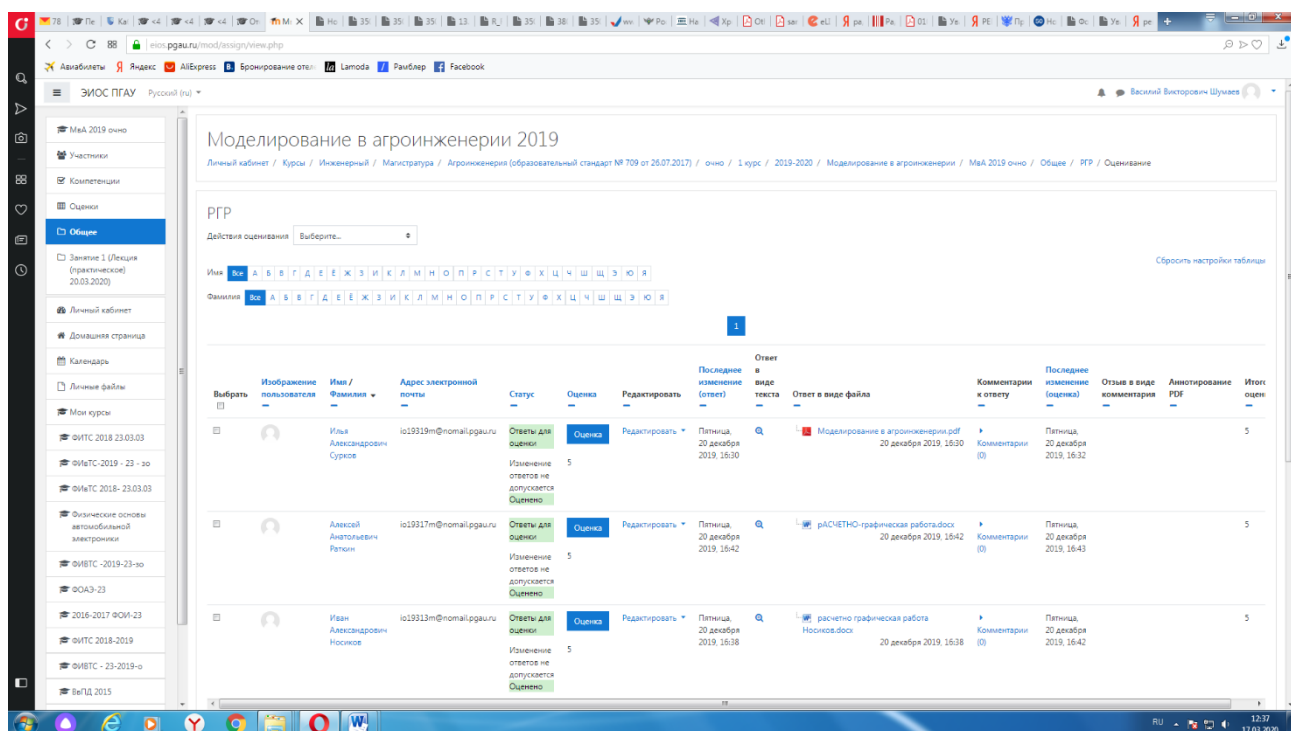 eios.pgau.ru/mod/assign/view.php
Авиабилеты Яндекс AliExpress Бронирование отел Lamoda Рамблер Facebook
ЭИОС ПГАУ Русский (ru)
Василий Викторович Шумаев
МвА 2019 очно
Участники
Компетенции
Оценки
Общее
Занятие 1 (Лекция
(практическое)
20.03.2020)
Личный кабинет
Домашняя страница
Календарь
Личные файлы
Мои курсы
ФИТС 2018 23.03.03
ФИвТС-2019 - 23 - зо
ФИвТС 2018- 23.03.03
Физические основы
автомобильной
электроники
ФИВТС -2019-23-зо
ФОАЭ-23
2016-2017 ФОИ-23
ФИТС 2018-2019
ФИВТС - 23-2019-о
ВвПД 2015
Моделирование в агроинженерии 2019
Личный кабинет / Курсы / Инженерный / Магистратура / Агроинженерия (образовательный стандарт № 709 от 26.07.2017) / очно / 1 курс / 2019-2020 / Моделирование в агроинженерии / МвА 2019 очно / Общее / РГР / Оценивание
РГР
Действия оценивания Выберите...
Сбросить настройки таблицы
Имя Все А Б В Г Д Е Ё Ж З И К Л М Н О П Р С Т У Ф Х Ц Ч Ш Щ Э Ю Я
Фамилия Все А Б В Г Д Е Ё Ж З И К Л М Н О П Р С Т У Ф Х Ц Ч Ш Щ Э Ю Я
1
Выбрать
Изображение
пользователя
Имя /
Фамилия
Адрес электронной
почты
Статус
Оценка
Редактировать
Последнее
изменение
(ответ)
Ответ
в
виде
текста
Ответ в виде файла
Комментарии
к ответу
Последнее
изменение
(оценка)
Отзыв в виде
комментария
Аннотирование
PDF
Итого
оцен
Илья
Александрович
Сурков
io19319m@nomail.pgau.ru
Ответы для
оценки
Изменение
ответов не
допускается
Оценено
Оценка
5
Редактировать
Пятница,
20 декабря
2019, 16:30
Моделирование в агроинженерии.pdf
20 декабря 2019, 16:30
Комментарии
(0)
Пятница,
20 декабря
2019, 16:32
5
Алексей
Анатольевич
Раткин
io19317m@nomail.pgau.ru
Ответы для
оценки
Изменение
ответов не
допускается
Оценено
Оценка
5
Редактировать
Пятница,
20 декабря
2019, 16:42
рАСЧЕТНО-графическая работа.docx
20 декабря 2019, 16:42
Комментарии
(0)
Пятница,
20 декабря
2019, 16:43
5
Иван
Александрович
Носиков
io19313m@nomail.pgau.ru
Ответы для
оценки
Изменение
ответов не
допускается
Оценено
Оценка
5
Редактировать
Пятница,
20 декабря
2019, 16:38
расчетно графическая работа
Носиков.docx
20 декабря 2019, 16:38
Комментарии
(0)
Пятница,
20 декабря
2019, 16:42
5
RU
12:37
17.03.2020